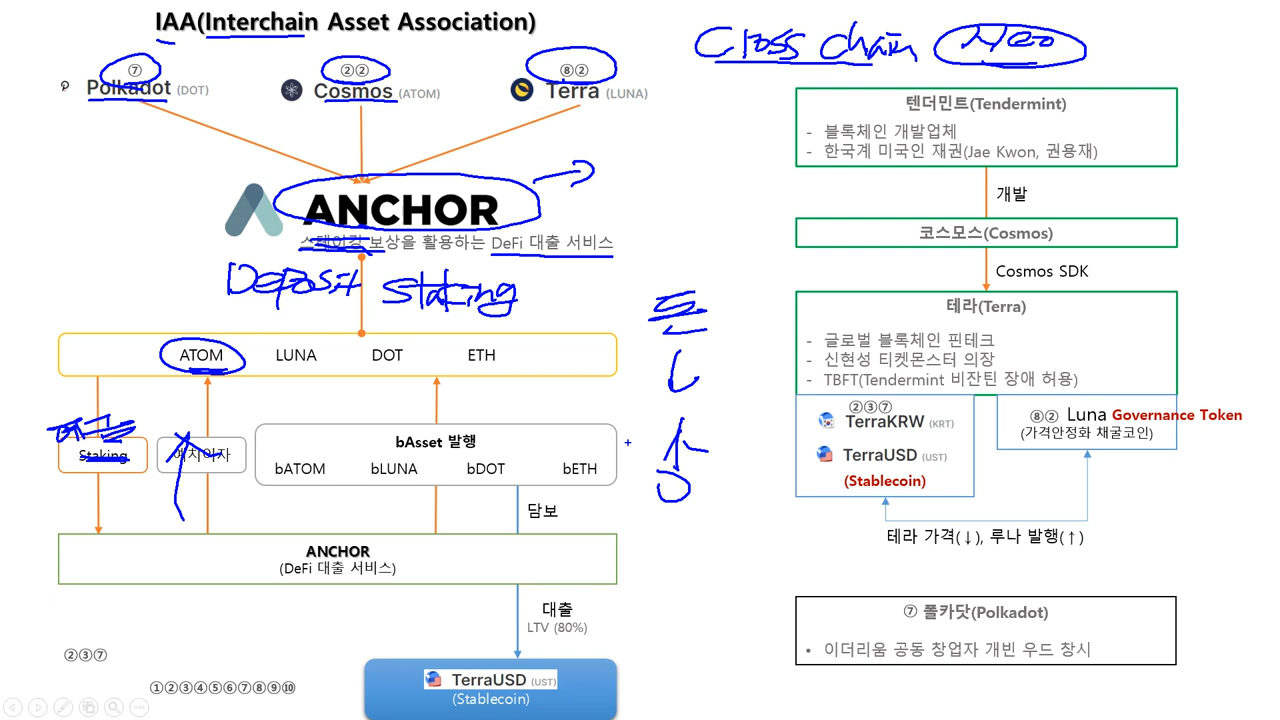 IAA(Interchain Asset Association)
⑦
Polkadot (DOT)
②②
Cosmos (ATOM)
⑧②
Terra (LUNA)
ANCHOR
스테이킹 보상을 활용하는 DeFi 대출 서비스
Deposit staking
ATOM LUNA DOT ETH
예금
Staking
예치이자
bAsset 발행
bATOM bLUNA bDOT bETH
담보
ANCHOR
(DeFi 대출 서비스)
대출
LTV (80%)
TerraUSD (UST)
(Stablecoin)
②③⑦
①②③④⑤⑥⑦⑧⑨⑩
Cross chain
텐더민트(Tendermint)
- 블록체인 개발업체
- 한국계 미국인 재권(Jae Kwon, 권용재)
개발
코스모스(Cosmos)
Cosmos SDK
테라(Terra)
- 글로벌 블록체인 핀테크
- 신현성 티켓몬스터 의장
- TBFT(Tendermint 비잔틴 장애 허용)
②③⑦
TerraKRW (KRT)
TerraUSD (UST)
(Stablecoin)
⑧② Luna Governance Token
(가격안정화 채굴코인)
테라 가격(↓), 루나 발행(↑)
⑦ 폴카닷(Polkadot)
• 이더리움 공동 창업자 개빈 우드 창시